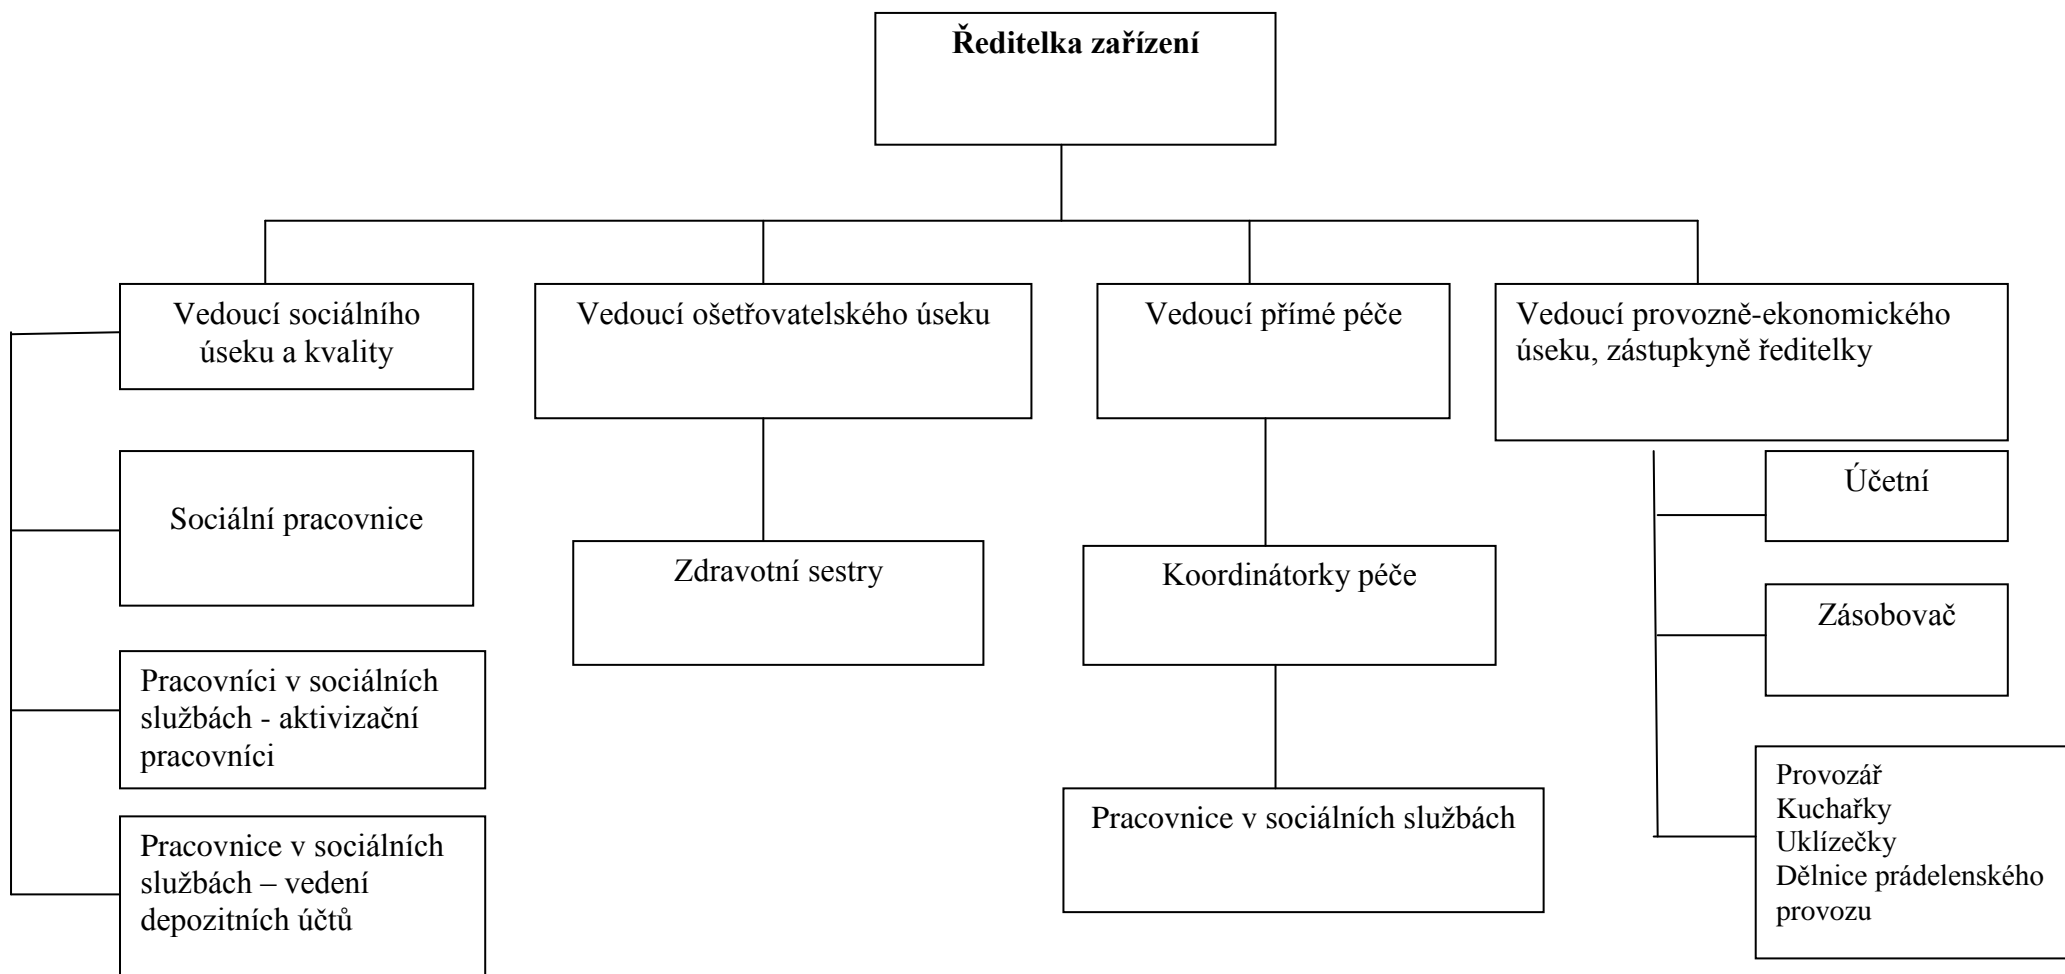 Ředitelka zařízení
Vedoucí sociálního
úseku a kvality
Vedoucí ošetřovatelského úseku
Vedoucí přímé péče
Vedoucí provozně-ekonomického
úseku, zástupkyně ředitelky
Sociální pracovnice
Zdravotní sestry
Koordinátorky péče
Účetní
Zásobovač
Pracovníci v sociálních
službách - aktivizační
pracovníci
Pracovnice v sociálních službách
Provozář
Kuchařky
Uklízečky
Dělnice prádelenského
provozu
Pracovnice v sociálních
službách – vedení
depozitních účtů